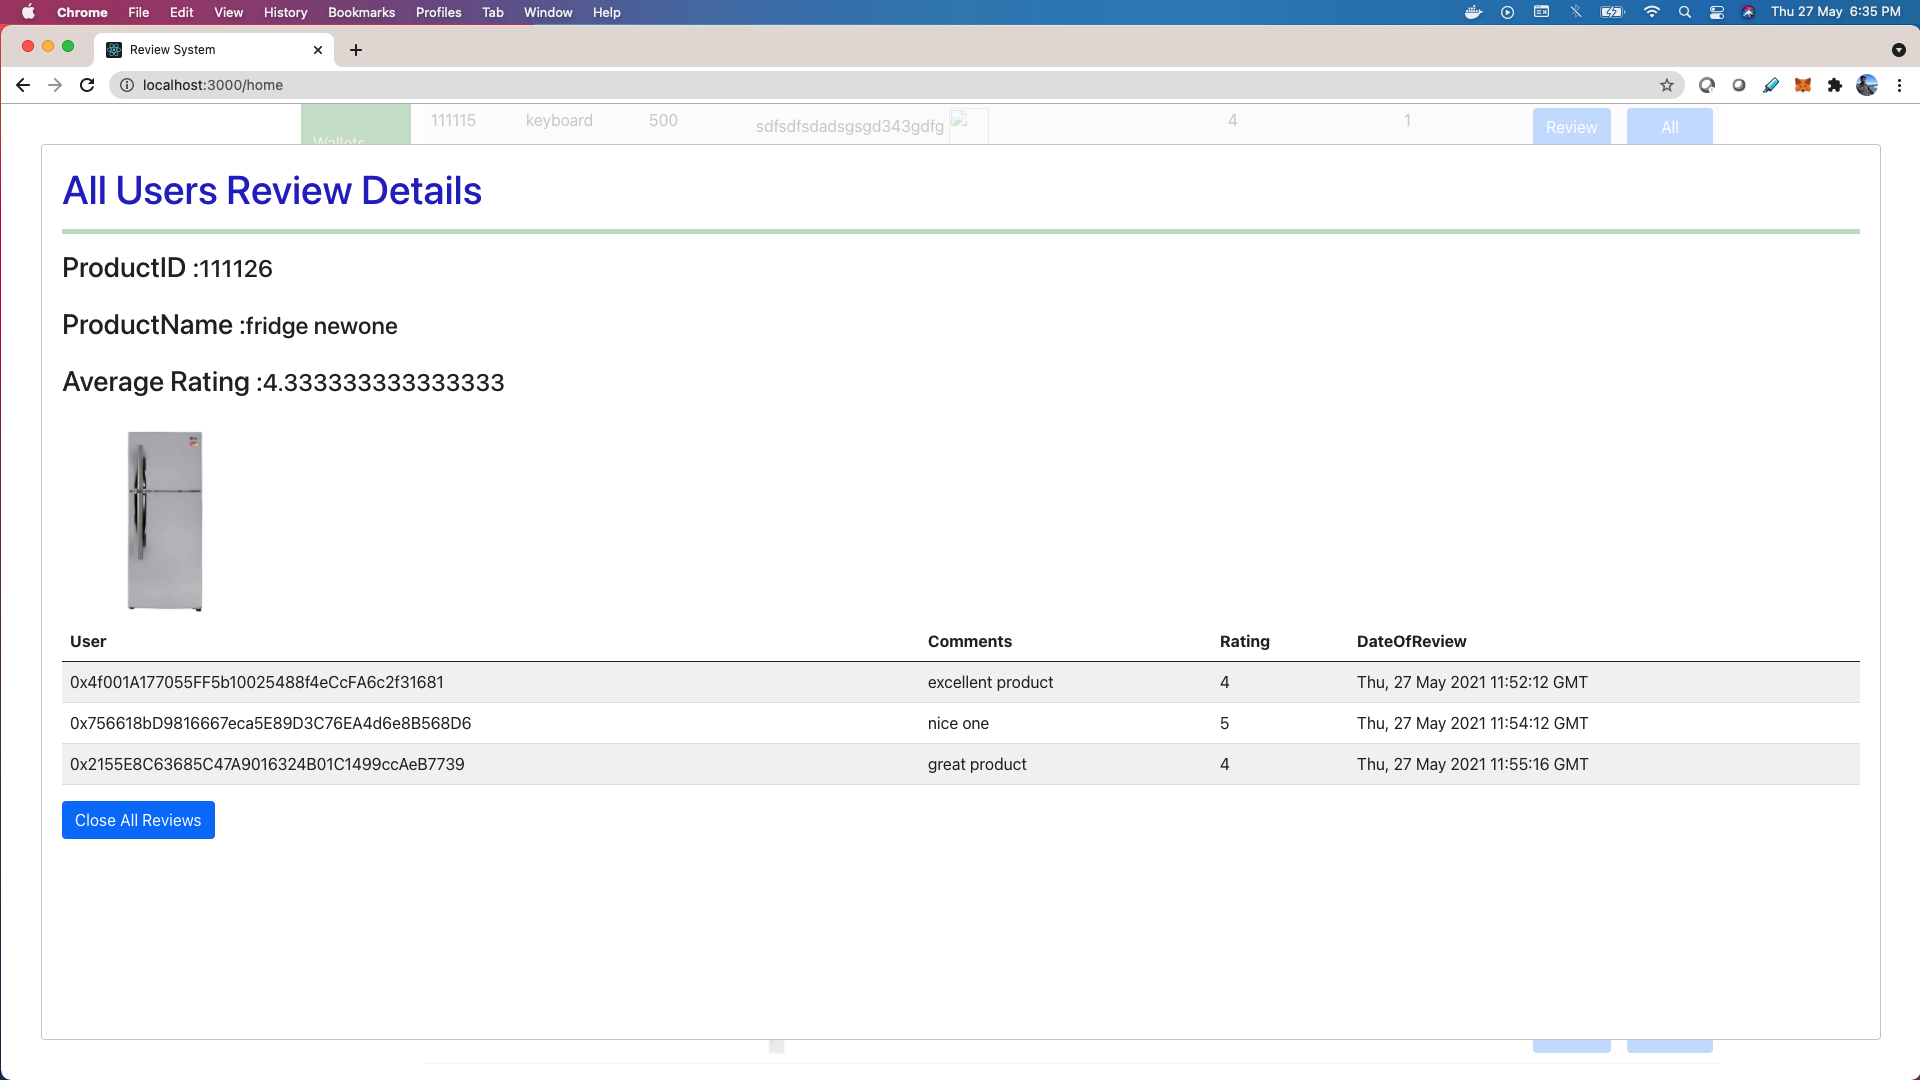 Chrome File Edit View History Bookmarks Profiles Tab Window Help Thu 27 May 6:35 PM
Review System
localhost:3000/home
111115 keyboard 500 sdfsdfsdadsgsgd343gdfg 4 1 Review All
Wallets
All Users Review Details
ProductID :111126
ProductName :fridge newone
Average Rating :4.333333333333333
User Comments Rating DateOfReview
0x4f001A177055FF5b10025488f4eCcFA6c2f31681 excellent product 4 Thu, 27 May 2021 11:52:12 GMT
0x756618bD9816667eca5E89D3C76EA4d6e8B568D6 nice one 5 Thu, 27 May 2021 11:54:12 GMT
0x2155E8C63685C47A9016324B01C1499ccAeB7739 great product 4 Thu, 27 May 2021 11:55:16 GMT
Close All Reviews